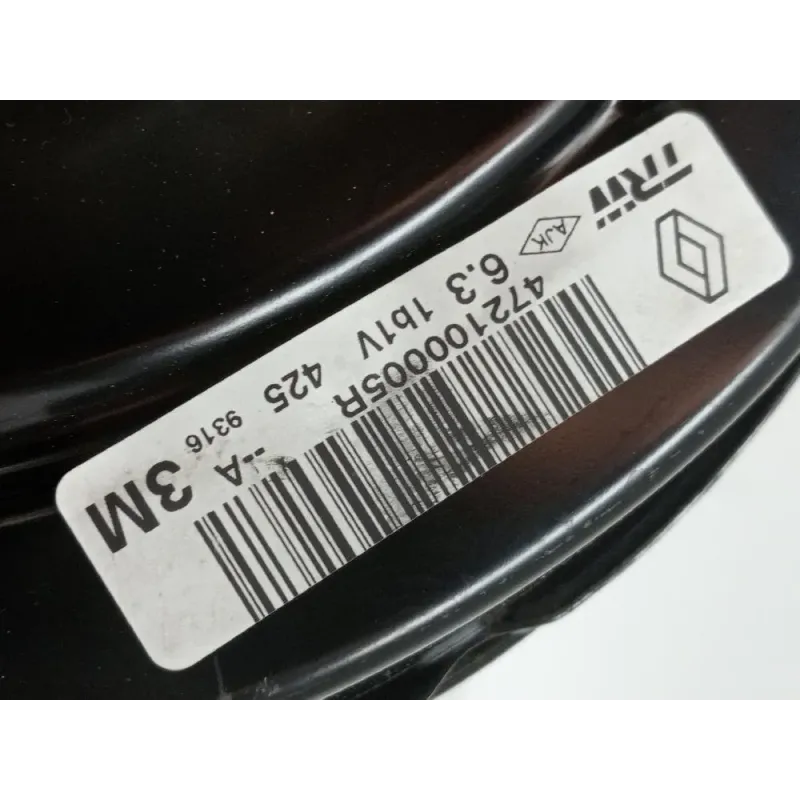 TRW
AJK
472100005R ..A
6.3 1b1V 425 9316 3M